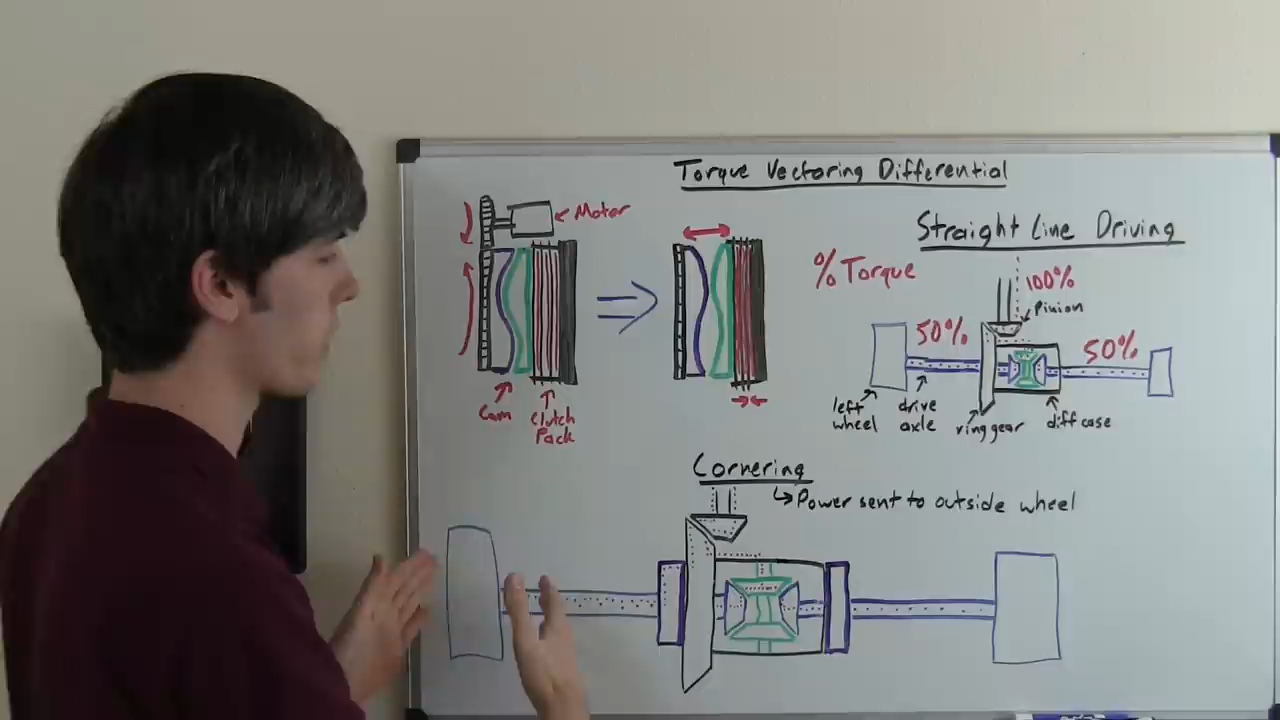 Torque Vectoring Differential
Motor
Cam
Clutch
Pack
Straight Line Driving
% Torque
100%
Pinion
50%
50%
left
wheel
drive
axle
ring gear
diff case
Cornering
Power sent to outside wheel